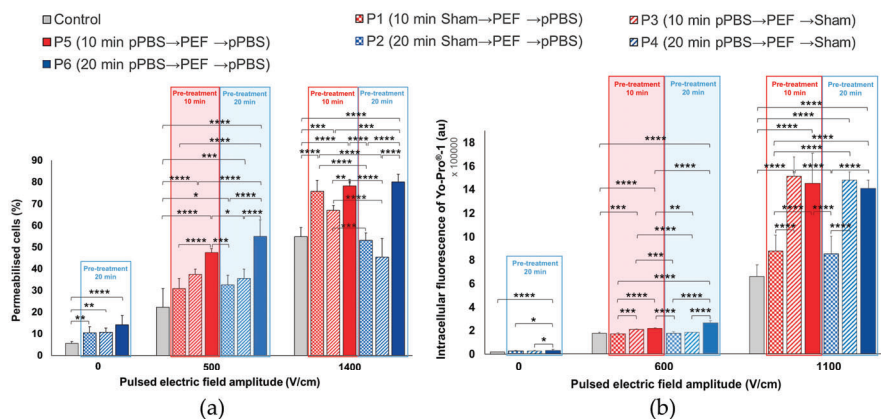 Control
P5 (10 min pPBS→PEF →pPBS)
P6 (20 min pPBS→PEF →pPBS)
P1 (10 min Sham→PEF →pPBS)
P2 (20 min Sham→PEF →pPBS)
P3 (10 min pPBS→PEF→Sham)
P4 (20 min pPBS→PEF→Sham)
Permeabilised cells (%)
90
80
70
60
50
40
30
20
10
0
Pre-treatment
20 min
Pre-treatment
10 min
Pre-treatment
20 min
Pre-treatment
10 min
Pre-treatment
20 min
****
**
**
****
****
***
****
****
*
****
****
*
****
****
***
****
***
***
****
****
****
****
****
****
****
**
****
***
0
500
1400
Pulsed electric field amplitude (V/cm)
(a)
Intracellular fluorescence of Yo-Pro®-1 (au)
x 100000
18
16
14
12
10
8
6
4
2
0
Pre-treatment
20 min
Pre-treatment
10 min
Pre-treatment
20 min
Pre-treatment
10 min
Pre-treatment
20 min
****
*
*
****
****
****
***
**
****
***
****
****
****
***
****
****
****
****
****
****
****
****
****
****
****
****
****
0
600
1100
Pulsed electric field amplitude (V/cm)
(b)